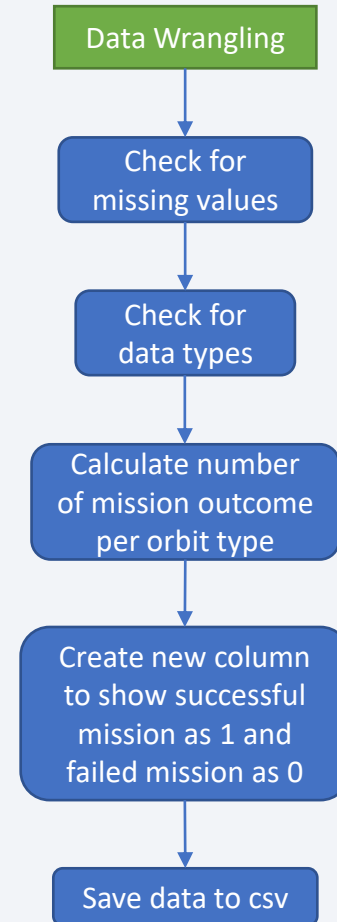 Data Wrangling
Check for
missing values
Check for
data types
Calculate number
of mission outcome
per orbit type
Create new column
to show successful
mission as 1 and
failed mission as 0
Save data to csv